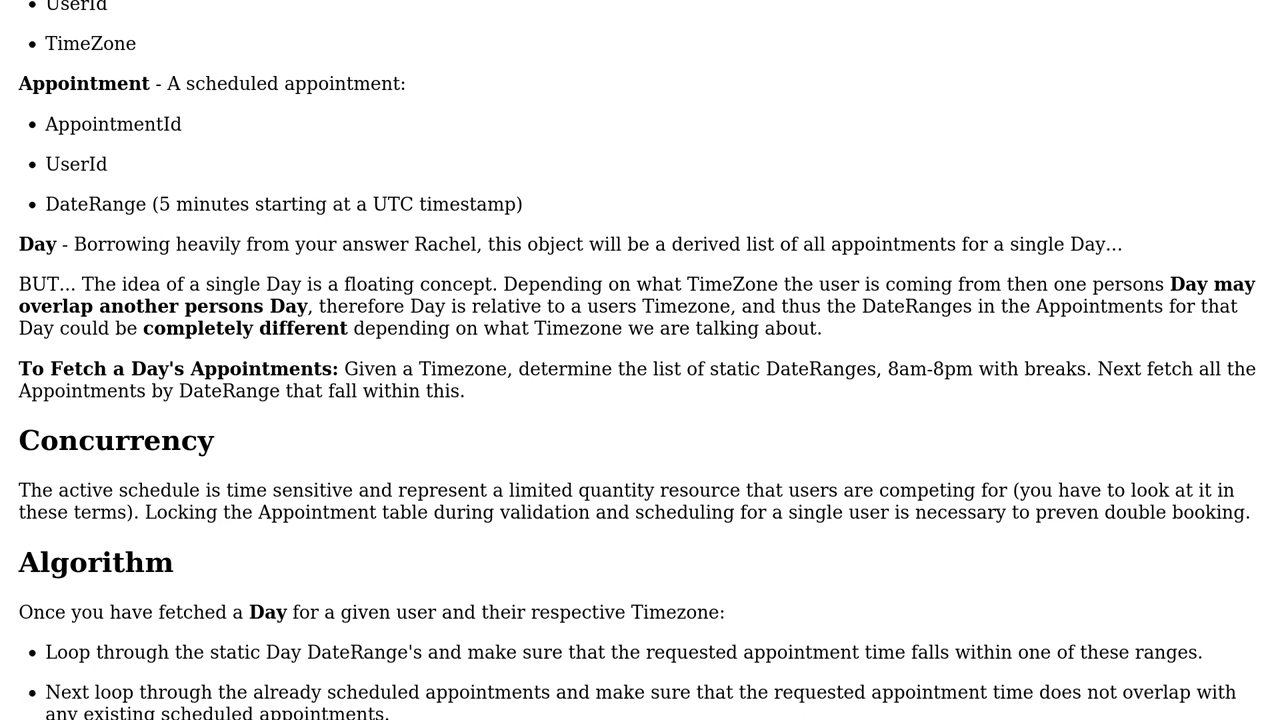 UserId
TimeZone
Appointment - A scheduled appointment:
AppointmentId
UserId
DateRange (5 minutes starting at a UTC timestamp)
Day - Borrowing heavily from your answer Rachel, this object will be a derived list of all appointments for a single Day...
BUT... The idea of a single Day is a floating concept. Depending on what TimeZone the user is coming from then one persons Day may
overlap another persons Day, therefore Day is relative to a users Timezone, and thus the DateRanges in the Appointments for that
Day could be completely different depending on what Timezone we are talking about.
To Fetch a Day's Appointments: Given a Timezone, determine the list of static DateRanges, 8am-8pm with breaks. Next fetch all the
Appointments by DateRange that fall within this.
Concurrency
The active schedule is time sensitive and represent a limited quantity resource that users are competing for (you have to look at it in
these terms). Locking the Appointment table during validation and scheduling for a single user is necessary to preven double booking.
Algorithm
Once you have fetched a Day for a given user and their respective Timezone:
Loop through the static Day DateRange's and make sure that the requested appointment time falls within one of these ranges.
Next loop through the already scheduled appointments and make sure that the requested appointment time does not overlap with
any existing scheduled appointments.